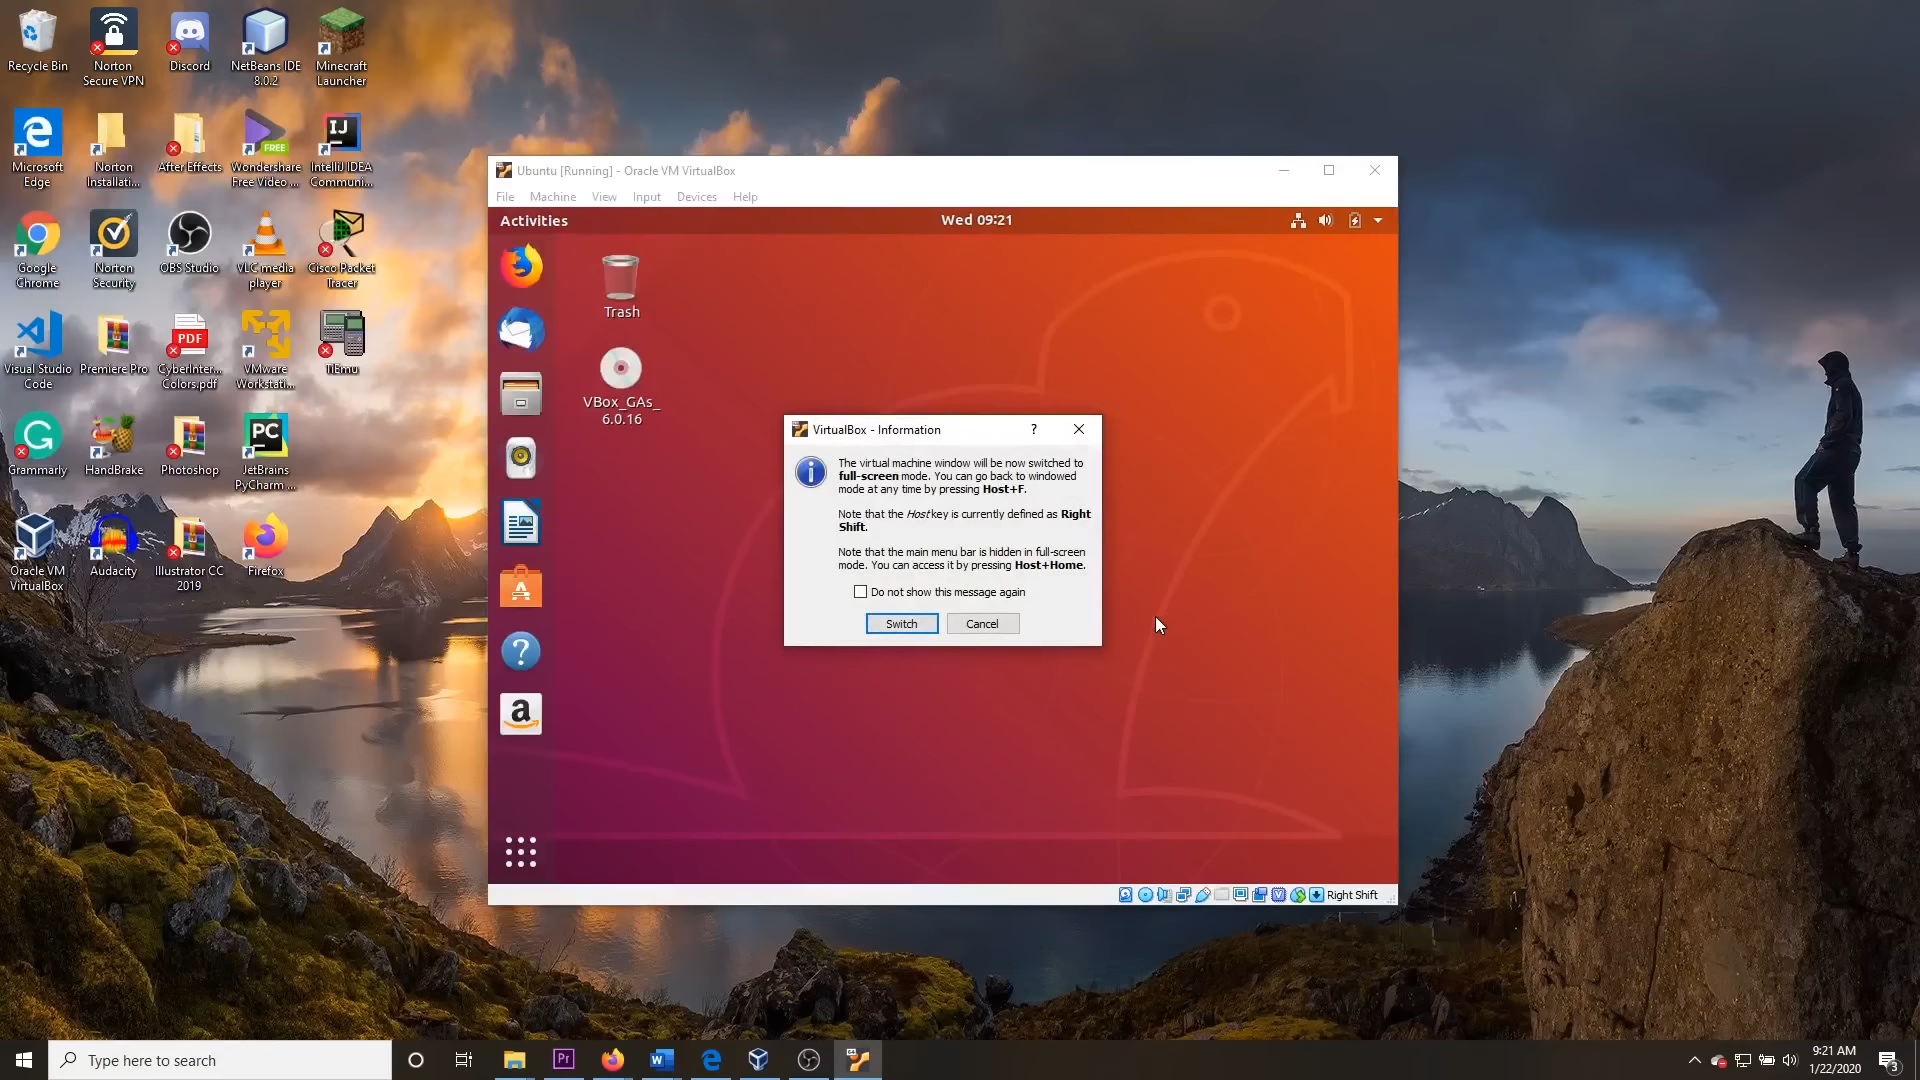 Recycle Bin
Norton
Secure VPN
Discord
NetBeans IDE
8.0.2
Minecraft
Launcher
Microsoft
Edge
Norton
Installati...
After Effects
Wondershare
Free Video ...
FREE
IJ
IntelliJ IDEA
Communi...
Google
Chrome
Norton
Security
OBS Studio
VLC media
player
Cisco Packet
Tracer
Visual Studio
Code
Premiere Pro
PDF
CyberInter...
Colors.pdf
VMware
Workstati...
TiEmu
Grammarly
HandBrake
Photoshop
PC
JetBrains
PyCharm ...
Oracle VM
VirtualBox
Audacity
Illustrator CC
2019
Firefox
Ubuntu [Running] - Oracle VM VirtualBox
File Machine View Input Devices Help
Activities
Wed 09:21
Trash
VBox_GAs_
6.0.16
VirtualBox - Information
?
The virtual machine window will be now switched to
full-screen mode. You can go back to windowed
mode at any time by pressing Host+F.
Note that the Host key is currently defined as Right
Shift.
Note that the main menu bar is hidden in full-screen
mode. You can access it by pressing Host+Home.
Do not show this message again
Switch
Cancel
Right Shift
Type here to search
Pr
W
64
9:21 AM
1/22/2020
3